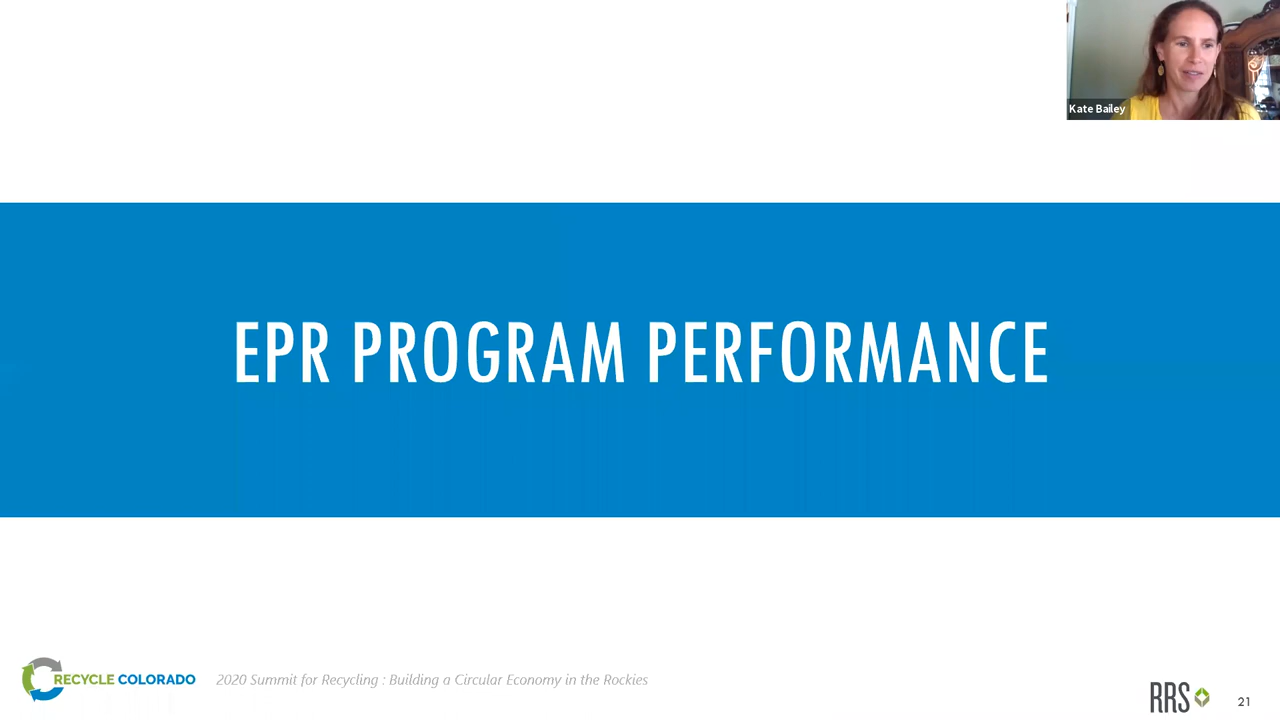 Kate Bailey
EPR PROGRAM PERFORMANCE
RECYCLE COLORADO
2020 Summit for Recycling : Building a Circular Economy in the Rockies
RRS
21